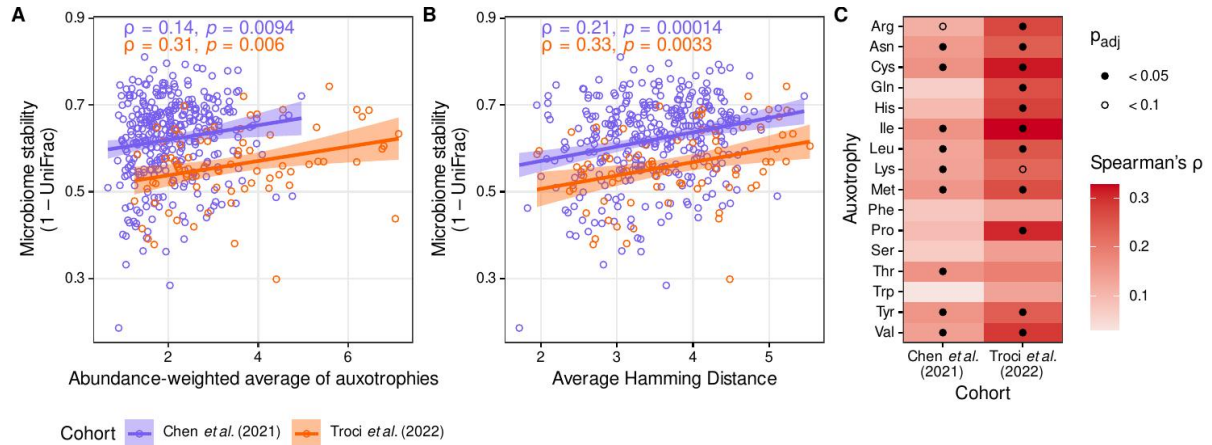 A
ρ = 0.14, p = 0.0094
ρ = 0.31, p = 0.006
0.9
0.7
0.5
0.3
Microbiome stability
(1 − UniFrac)
2
4
6
Abundance-weighted average of auxotrophies
B
ρ = 0.21, p = 0.00014
ρ = 0.33, p = 0.0033
0.9
0.7
0.5
0.3
Microbiome stability
(1 − UniFrac)
2
3
4
5
Average Hamming Distance
Cohort
Chen et al. (2021)
Troci et al. (2022)
C
Auxotrophy
Arg
Asn
Cys
Gln
His
Ile
Leu
Lys
Met
Phe
Pro
Ser
Thr
Trp
Tyr
Val
Chen et al.
(2021)
Troci et al.
(2022)
Cohort
padj
< 0.05
< 0.1
Spearman's ρ
0.3
0.2
0.1